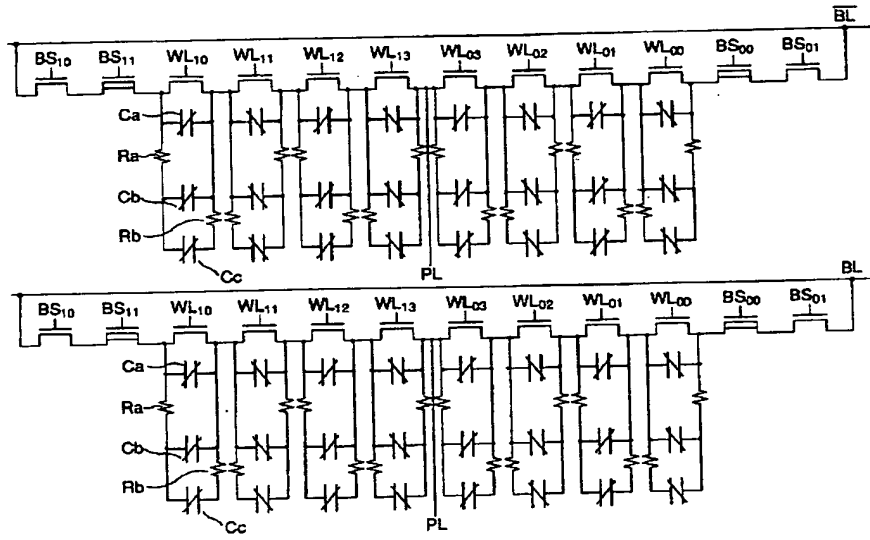 B̅L̅
BS₁₀ BS₁₁ WL₁₀ WL₁₁ WL₁₂ WL₁₃ WL₀₃ WL₀₂ WL₀₁ WL₀₀ BS₀₀ BS₀₁
Ca
Ra
Cb
Rb
Cc
PL
BL
BS₁₀ BS₁₁ WL₁₀ WL₁₁ WL₁₂ WL₁₃ WL₀₃ WL₀₂ WL₀₁ WL₀₀ BS₀₀ BS₀₁
Ca
Ra
Cb
Rb
Cc
PL